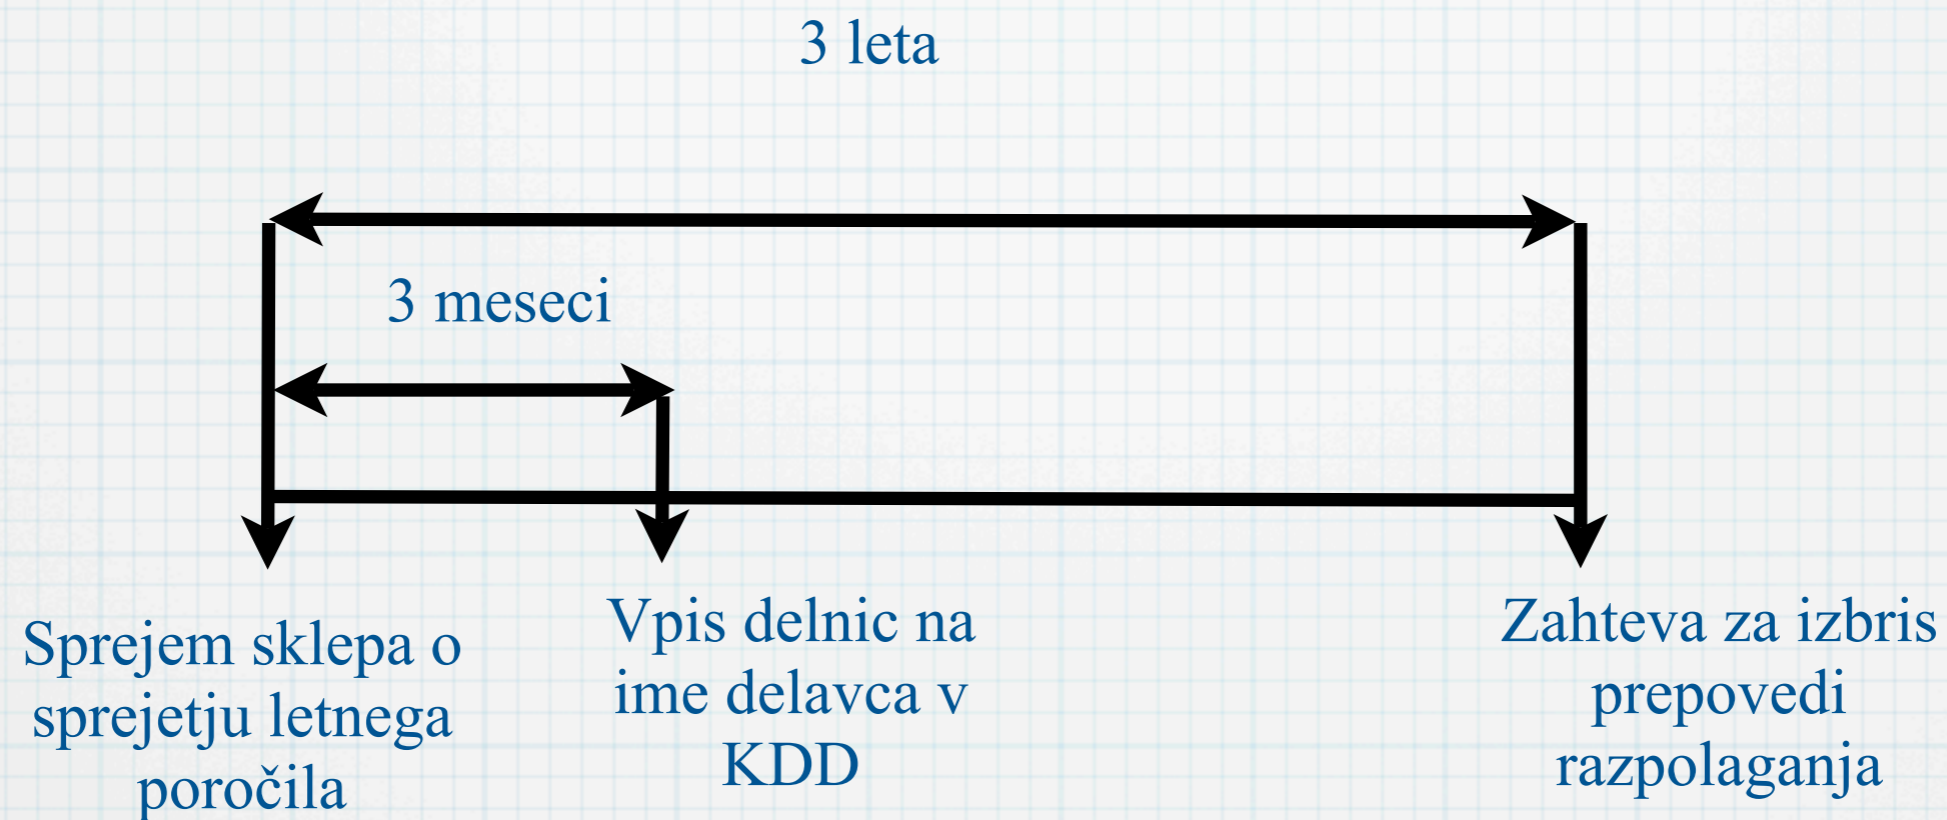 3 leta
3 meseci
Sprejem sklepa o
sprejetju letnega
poročila
Vpis delnic na
ime delavca v
KDD
Zahteva za izbris
prepovedi
razpolaganja